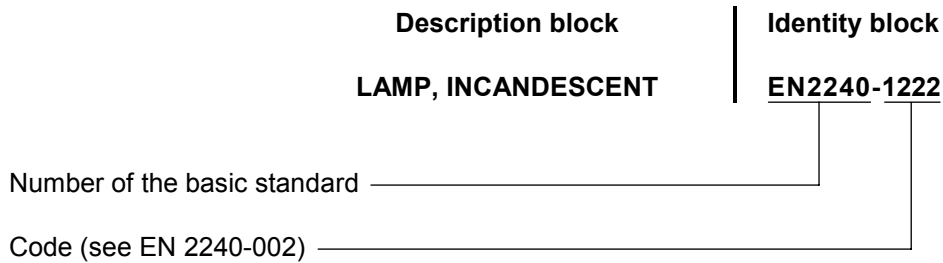 Description block Identity block
LAMP, INCANDESCENT EN2240-1222
Number of the basic standard
Code (see EN 2240-002)